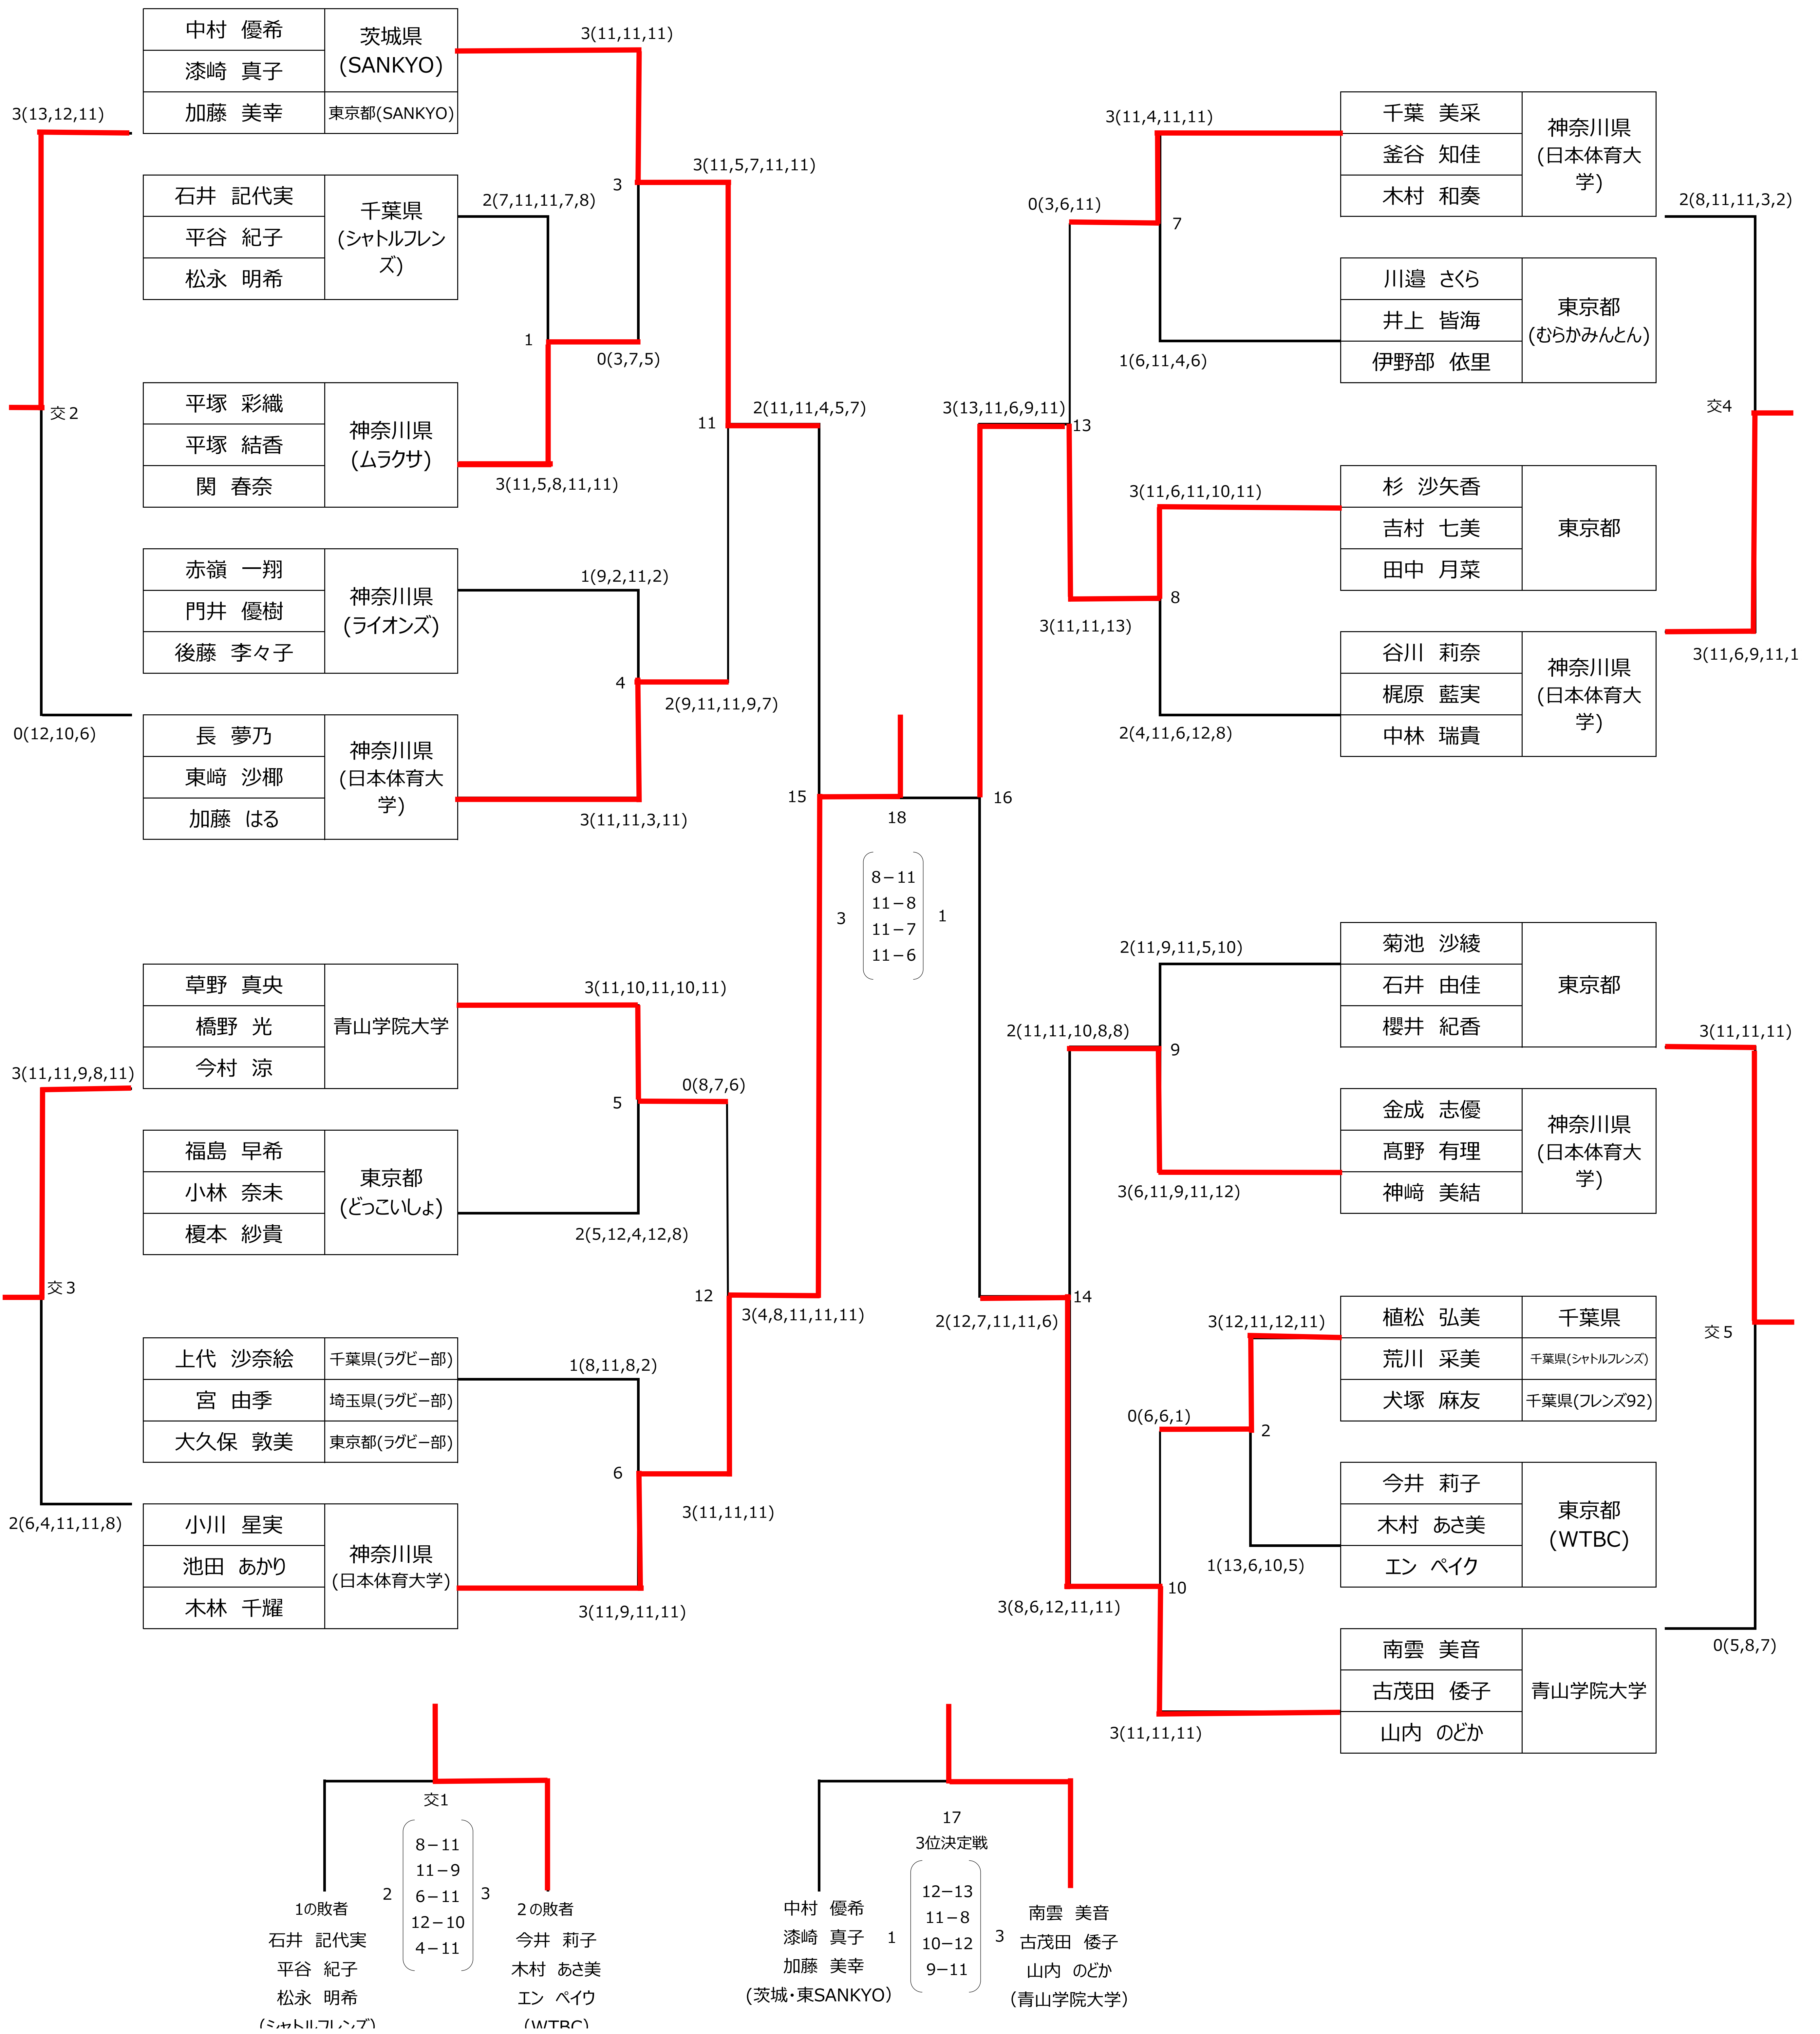 中村　優希
漆崎　真子
加藤　美幸
茨城県
(SANKYO)
東京都(SANKYO)
3(11,11,11)
3(13,12,11)
石井　記代実
平谷　紀子
松永　明希
千葉県
(シャトルフレン
ズ)
2(7,11,11,7,8)
3
3(11,5,7,11,11)
1
0(3,7,5)
交２
平塚　彩織
平塚　結香
関　春奈
神奈川県
(ムラクサ)
3(11,5,8,11,11)
11
2(11,11,4,5,7)
赤嶺　一翔
門井　優樹
後藤　李々子
神奈川県
(ライオンズ)
1(9,2,11,2)
4
2(9,11,11,9,7)
0(12,10,6)
長　夢乃
東﨑　沙椰
加藤　はる
神奈川県
(日本体育大
学)
3(11,11,3,11)
15
18
16
3
8－11
11－8
11－7
11－6
1
草野　真央
橋野　光
今村　涼
青山学院大学
3(11,10,11,10,11)
3(11,11,9,8,11)
5
0(8,7,6)
福島　早希
小林　奈未
榎本　紗貴
東京都
(どっこいしょ)
2(5,12,4,12,8)
交３
12
3(4,8,11,11,11)
上代　沙奈絵
宮　由季
大久保　敦美
千葉県(ラグビー部)
埼玉県(ラグビー部)
東京都(ラグビー部)
1(8,11,8,2)
6
3(11,11,11)
2(6,4,11,11,8)
小川　星実
池田　あかり
木林　千耀
神奈川県
(日本体育大学)
3(11,9,11,11)
3(11,4,11,11)
千葉　美采
釜谷　知佳
木村　和奏
神奈川県
(日本体育大
学)
2(8,11,11,3,2)
0(3,6,11)
7
川邉　さくら
井上　皆海
伊野部　依里
東京都
(むらかみんとん)
1(6,11,4,6)
3(13,11,6,9,11)
13
交4
3(11,6,11,10,11)
杉　沙矢香
吉村　七美
田中　月菜
東京都
8
3(11,11,13)
谷川　莉奈
梶原　藍実
中林　瑞貴
神奈川県
(日本体育大
学)
3(11,6,9,11,1
2(4,11,6,12,8)
2(11,9,11,5,10)
菊池　沙綾
石井　由佳
櫻井　紀香
東京都
3(11,11,11)
2(11,11,10,8,8)
9
金成　志優
髙野　有理
神﨑　美結
神奈川県
(日本体育大
学)
3(6,11,9,11,12)
14
2(12,7,11,11,6)
3(12,11,12,11)
植松　弘美
荒川　采美
犬塚　麻友
千葉県
千葉県(シャトルフレンズ)
千葉県(フレンズ92)
交５
0(6,6,1)
2
今井　莉子
木村　あさ美
エン　ペイク
東京都
(WTBC)
1(13,6,10,5)
10
3(8,6,12,11,11)
南雲　美音
古茂田　倭子
山内　のどか
青山学院大学
0(5,8,7)
3(11,11,11)
交1
8－11
11－9
6－11
12－10
4－11
2
3
1の敗者
石井　記代実
平谷　紀子
松永　明希
(シャトルフレンズ)
２の敗者
今井　莉子
木村　あさ美
エン　ペイウ
(WTBC)
17
3位決定戦
12－13
11－8
10－12
9－11
1
3
中村　優希
漆崎　真子
加藤　美幸
(茨城・東SANKYO)
南雲　美音
古茂田　倭子
山内　のどか
(青山学院大学)